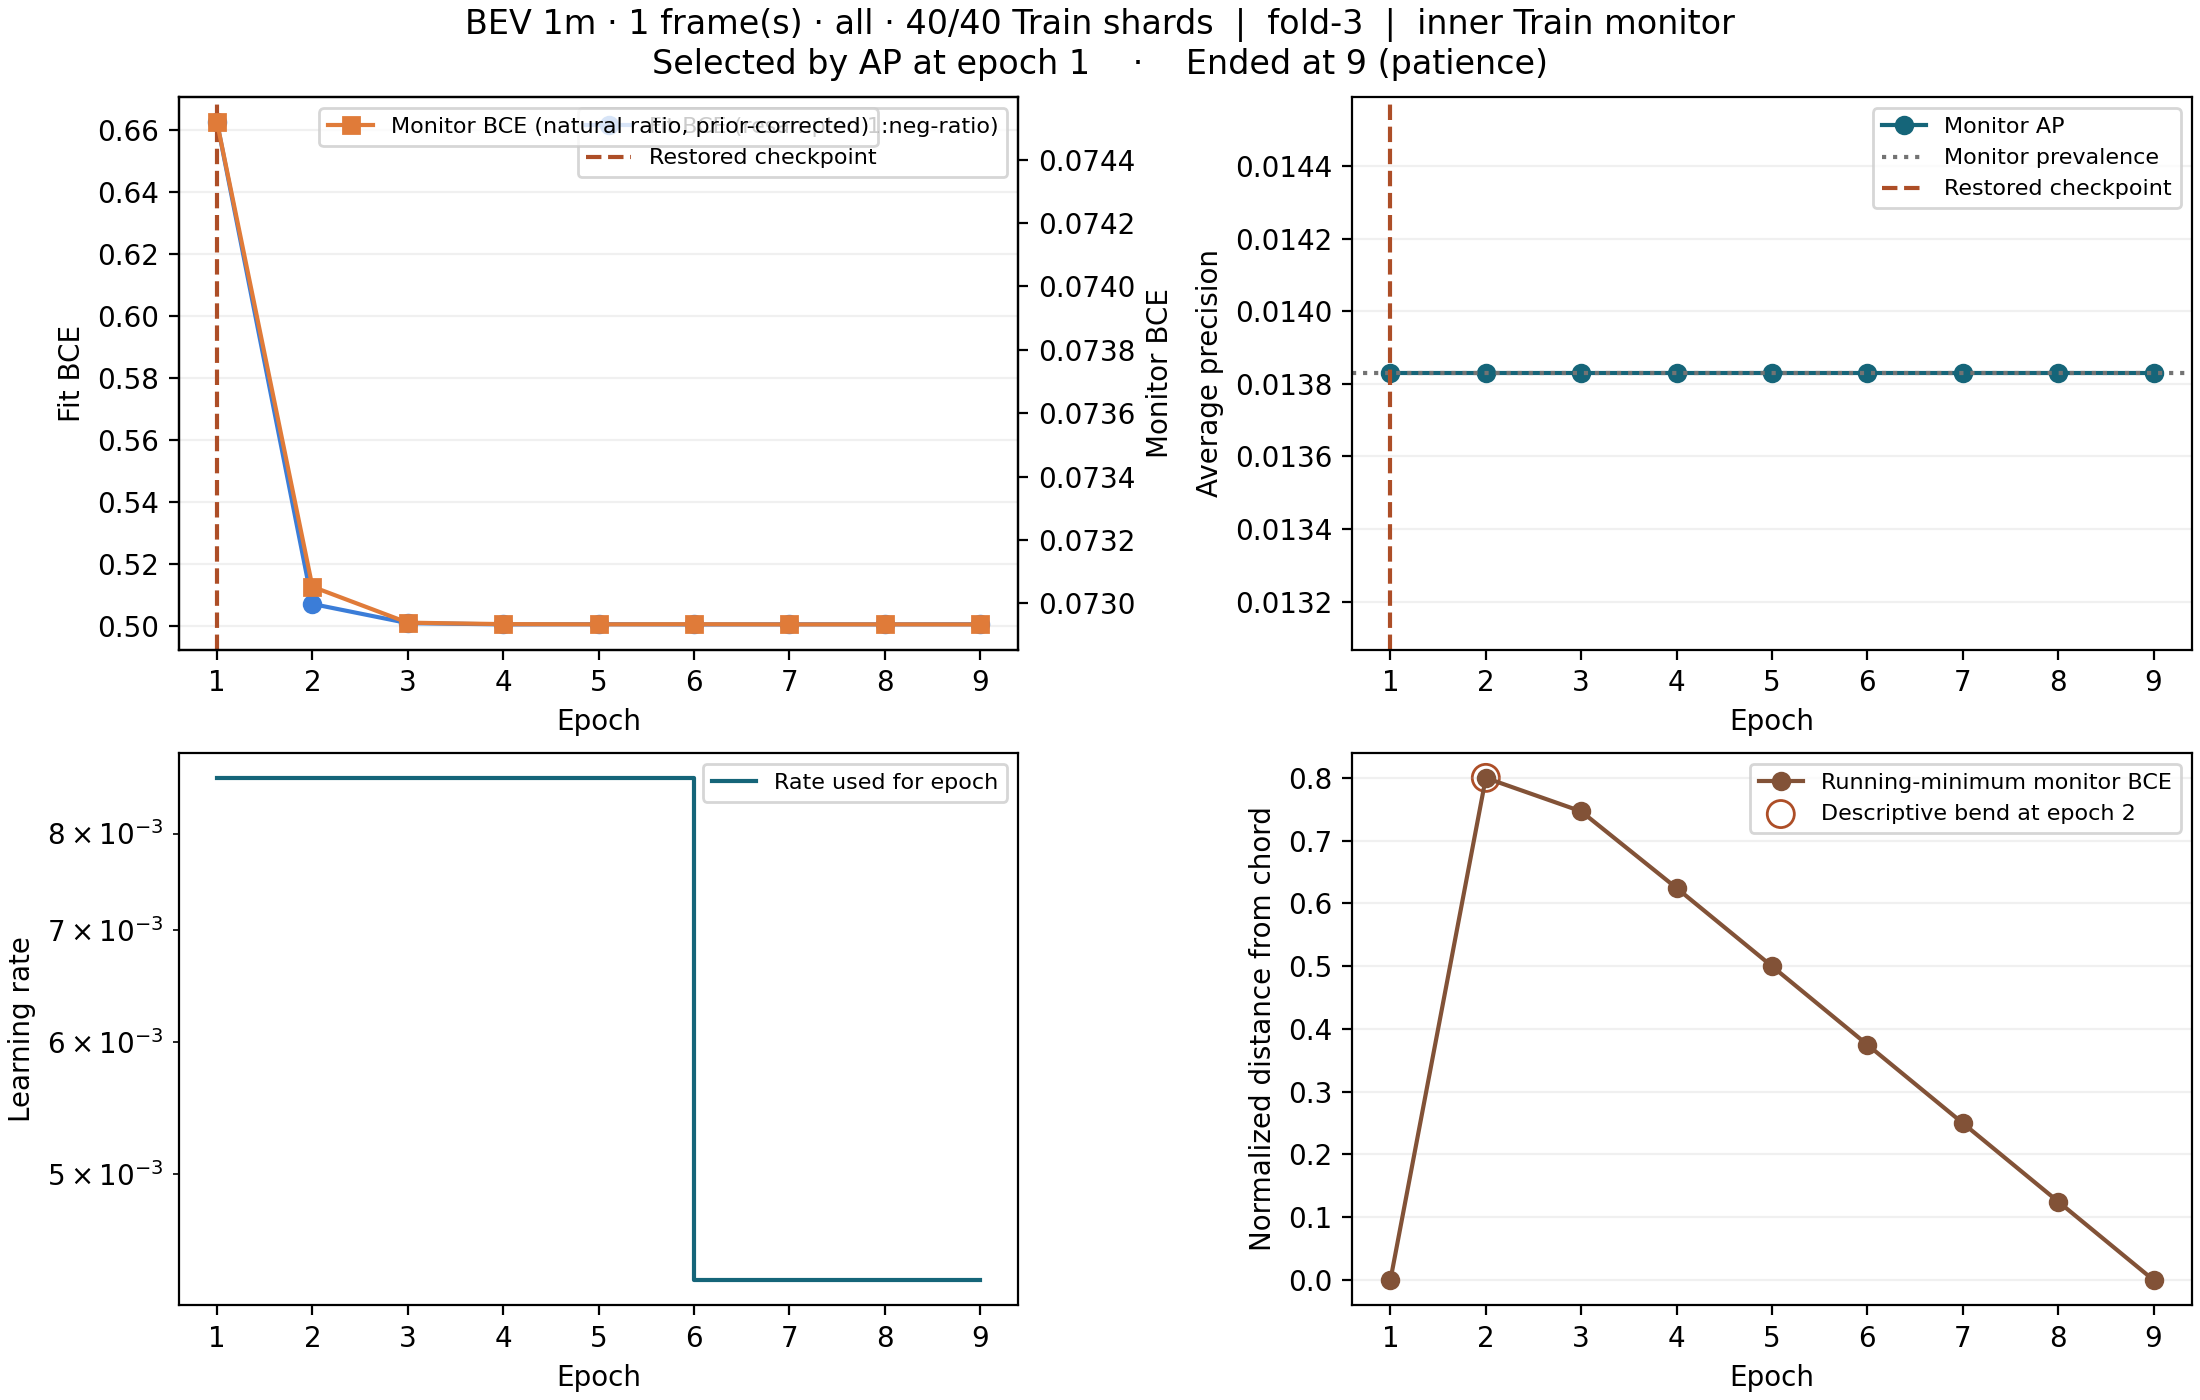 BEV 1m · 1 frame(s) · all · 40/40 Train shards | fold-3 | inner Train monitor
Selected by AP at epoch 1 · Ended at 9 (patience)
Fit BCE
0.66
0.64
0.62
0.60
0.58
0.56
0.54
0.52
0.50
Monitor BCE (natural ratio, prior-corrected)
:neg-ratio)
Restored checkpoint
0.0744
0.0742
0.0740
0.0738
0.0736
0.0734
0.0732
0.0730
Monitor BCE
1 2 3 4 5 6 7 8 9
Epoch
Average precision
0.0144
0.0142
0.0140
0.0138
0.0136
0.0134
0.0132
Monitor AP
Monitor prevalence
Restored checkpoint
1 2 3 4 5 6 7 8 9
Epoch
Learning rate
8 × 10⁻³
7 × 10⁻³
6 × 10⁻³
5 × 10⁻³
Rate used for epoch
1 2 3 4 5 6 7 8 9
Epoch
Normalized distance from chord
0.8
0.7
0.6
0.5
0.4
0.3
0.2
0.1
0.0
Running-minimum monitor BCE
Descriptive bend at epoch 2
1 2 3 4 5 6 7 8 9
Epoch